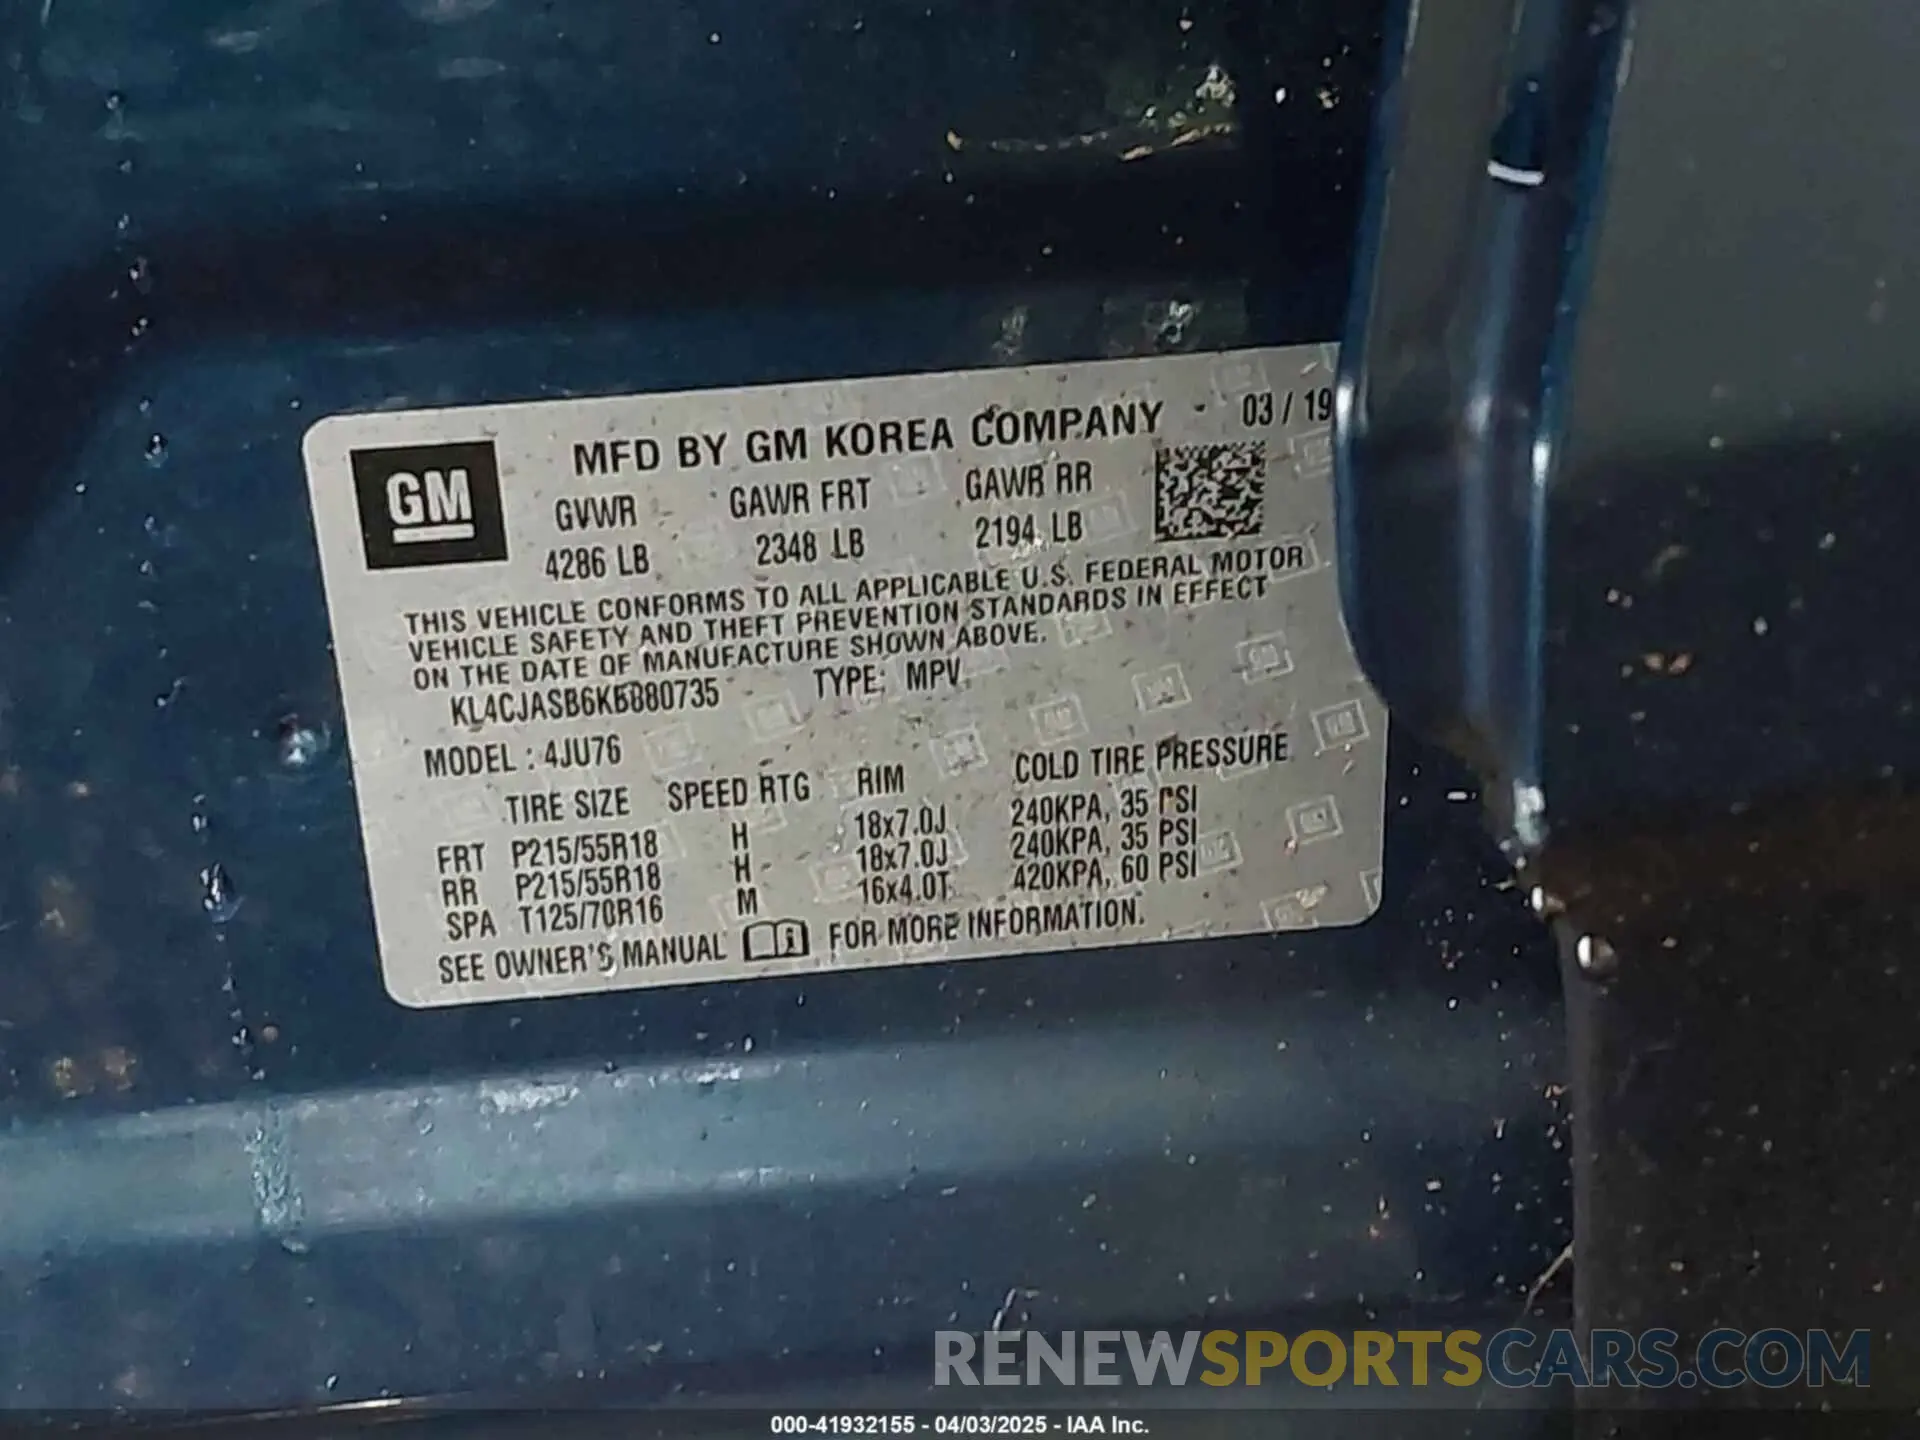 MFD BY GM KOREA COMPANY 03 / 19
GM
GVWR GAWR FRT GAWR RR
4286 LB 2348 LB 2194 LB
THIS VEHICLE CONFORMS TO ALL APPLICABLE U.S. FEDERAL MOTOR
VEHICLE SAFETY AND THEFT PREVENTION STANDARDS IN EFFECT
ON THE DATE OF MANUFACTURE SHOWN ABOVE.
KL4CJASB6KB880735 TYPE: MPV
MODEL : 4JU76
TIRE SIZE SPEED RTG RIM COLD TIRE PRESSURE
FRT P215/55R18 H 18x7.0J 240KPA, 35 PSI
RR P215/55R18 H 18x7.0J 240KPA, 35 PSI
SPA T125/70R16 M 16x4.0T 420KPA, 60 PSI
SEE OWNER'S MANUAL FOR MORE INFORMATION.
RENEWSPORTSCARS.COM
000-41932155 - 04/03/2025 - IAA Inc.